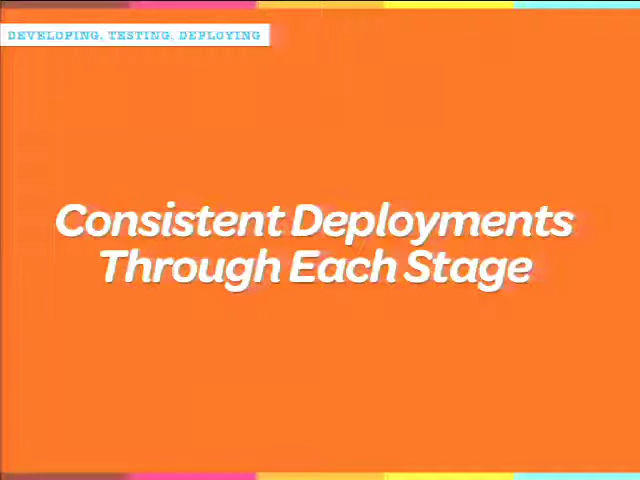 DEVELOPING. TESTING. DEPLOYING
Consistent Deployments
Through Each Stage